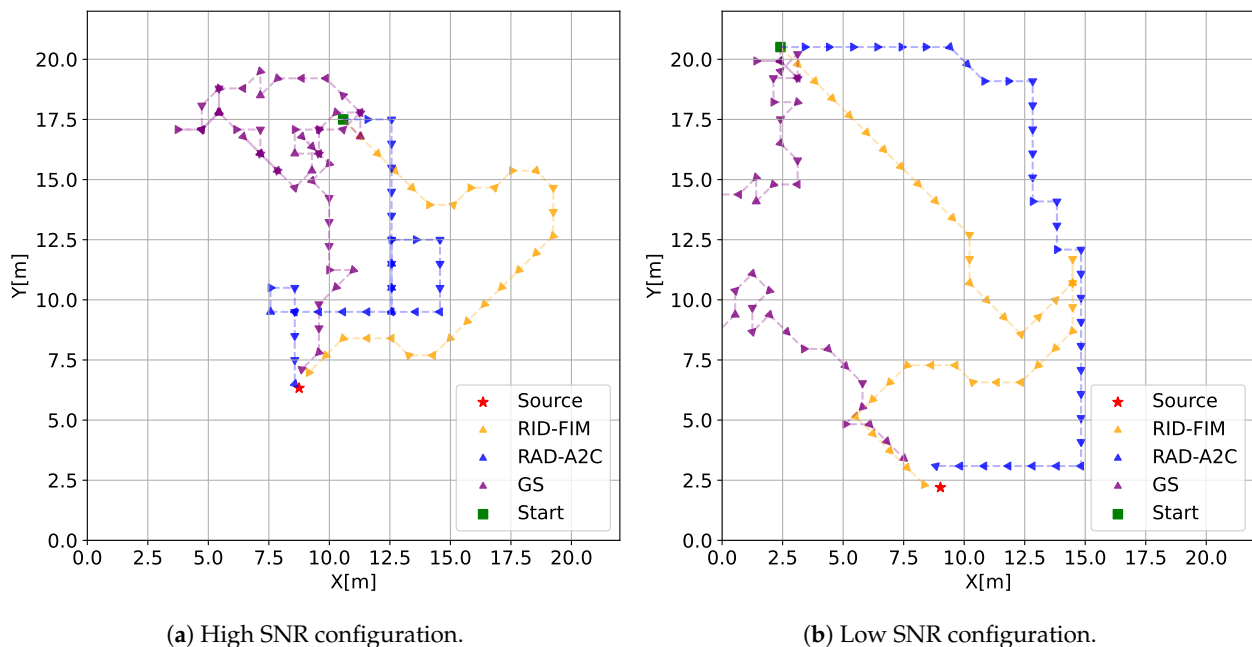 20.0
17.5
15.0
12.5
10.0
7.5
5.0
2.5
0.0
Y[m]
0.0 2.5 5.0 7.5 10.0 12.5 15.0 17.5 20.0
X[m]
Source
RID-FIM
RAD-A2C
GS
Start
(a) High SNR configuration.
20.0
17.5
15.0
12.5
10.0
7.5
5.0
2.5
0.0
Y[m]
0.0 2.5 5.0 7.5 10.0 12.5 15.0 17.5 20.0
X[m]
Source
RID-FIM
RAD-A2C
GS
Start
(b) Low SNR configuration.